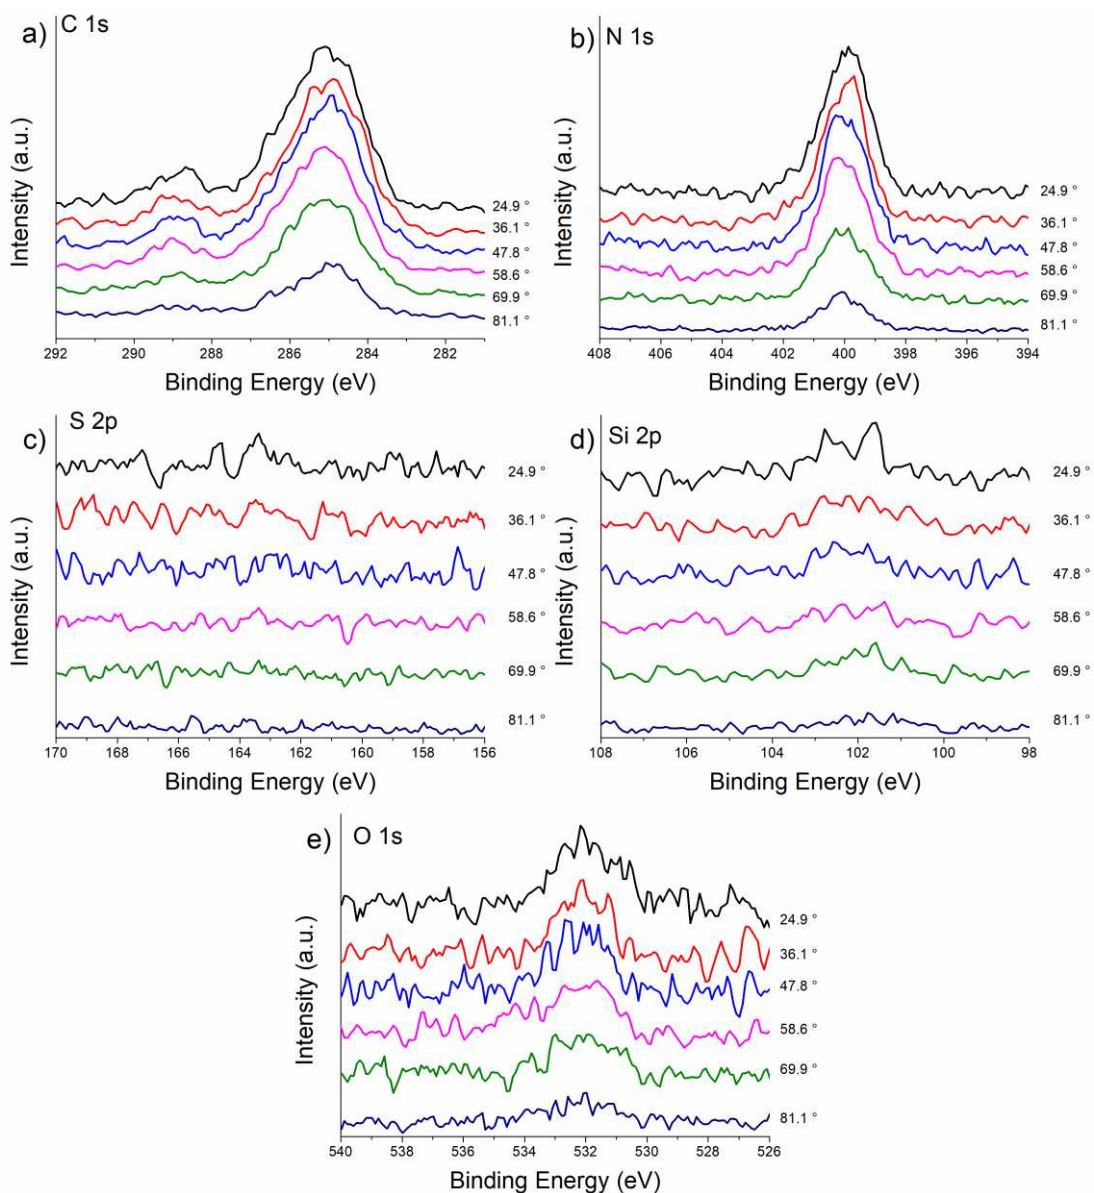 a) C 1s
Intensity (a.u.)
24.9 °
36.1 °
47.8 °
58.6 °
69.9 °
81.1 °
292 290 288 286 284 282
Binding Energy (eV)
b) N 1s
Intensity (a.u.)
24.9 °
36.1 °
47.8 °
58.6 °
69.9 °
81.1 °
408 406 404 402 400 398 396 394
Binding Energy (eV)
c) S 2p
Intensity (a.u.)
24.9 °
36.1 °
47.8 °
58.6 °
69.9 °
81.1 °
170 168 166 164 162 160 158 156
Binding Energy (eV)
d) Si 2p
Intensity (a.u.)
24.9 °
36.1 °
47.8 °
58.6 °
69.9 °
81.1 °
108 106 104 102 100 98
Binding Energy (eV)
e) O 1s
Intensity (a.u.)
24.9 °
36.1 °
47.8 °
58.6 °
69.9 °
81.1 °
540 538 536 534 532 530 528 526
Binding Energy (eV)